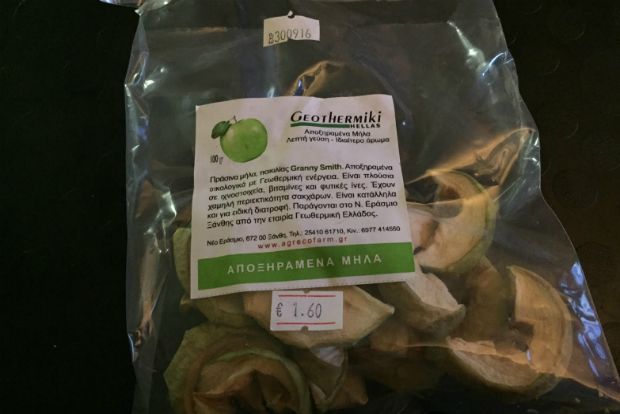 300916
GEOTHERMIKI
HELLAS
Αποξηραμένα Μήλα
Λεπτή γεύση - Ιδιαίτερο άρωμα
100 gr
Πράσινα μήλα, ποικιλίας Granny Smith. Αποξηραμένα
οικολογικά με Γεωθερμική ενέργεια. Είναι πλούσια
σε ιχνοστοιχεία, βιταμίνες και φυτικές ίνες. Έχουν
χαμηλή περιεκτικότητα σακχάρων. Είναι κατάλληλα
και για ειδική διατροφή. Παράγονται στο Ν. Εράσμιο
Ξάνθης από την εταιρία Γεωθερμική Ελλάδος.
Νέο Εράσμιο, 672 00 Ξάνθη, Τηλ.: 25410 61710, Κιν.: 6977 414550
www.agrecofarm.gr
ΑΠΟΞΗΡΑΜΕΝΑ ΜΗΛΑ
€ 1.60